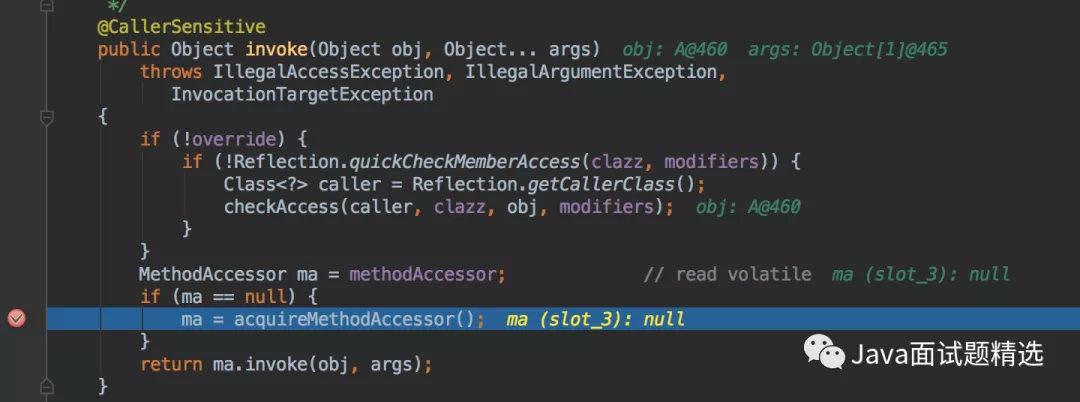 */
@CallerSensitive
public Object invoke(Object obj, Object... args)  obj: A@460  args: Object[1]@465
    throws IllegalAccessException, IllegalArgumentException,
       InvocationTargetException
{
    if (!override) {
        if (!Reflection.quickCheckMemberAccess(clazz, modifiers)) {
            Class<?> caller = Reflection.getCallerClass();
            checkAccess(caller, clazz, obj, modifiers);  obj: A@460
        }
    }
    MethodAccessor ma = methodAccessor;             // read volatile  ma (slot_3): null
    if (ma == null) {
        ma = acquireMethodAccessor();  ma (slot_3): null
    }
    return ma.invoke(obj, args);
}
Java面试题精选